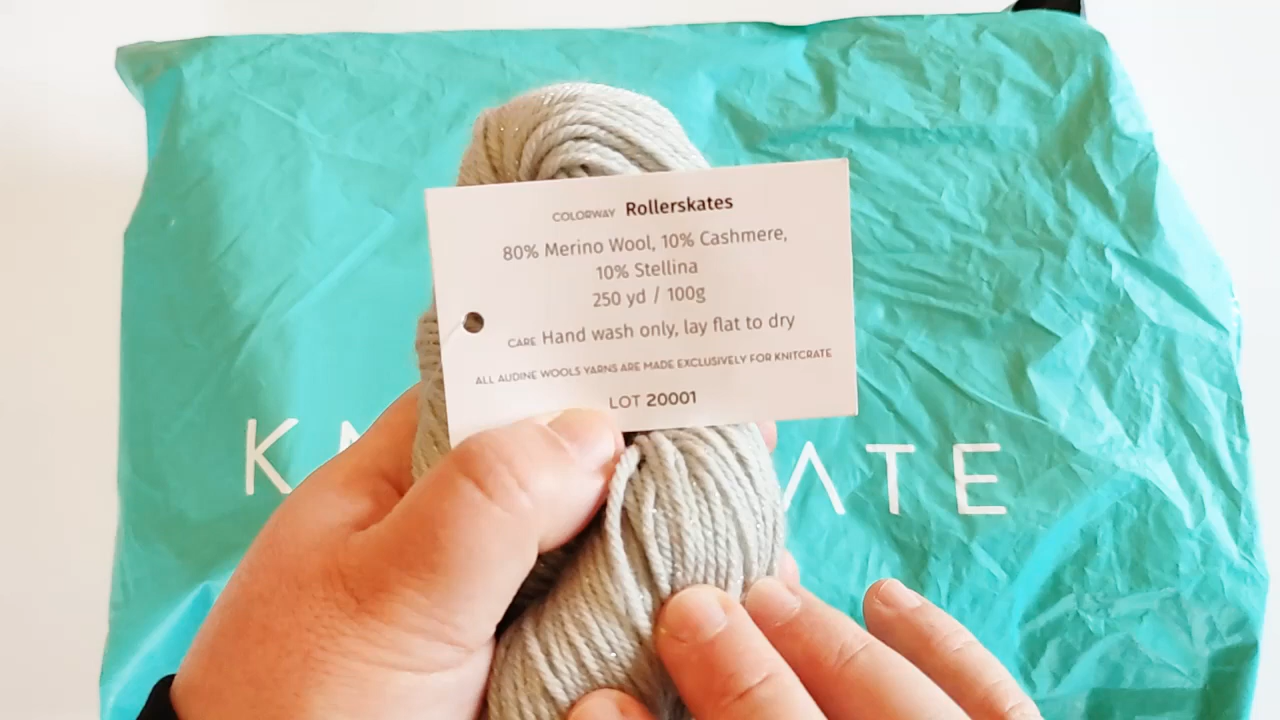 COLORWAY Rollerskates
80% Merino Wool, 10% Cashmere,
10% Stellina
250 yd / 100g
CARE Hand wash only, lay flat to dry
ALL AUDINE WOOLS YARNS ARE MADE EXCLUSIVELY FOR KNITCRATE
LOT 20001